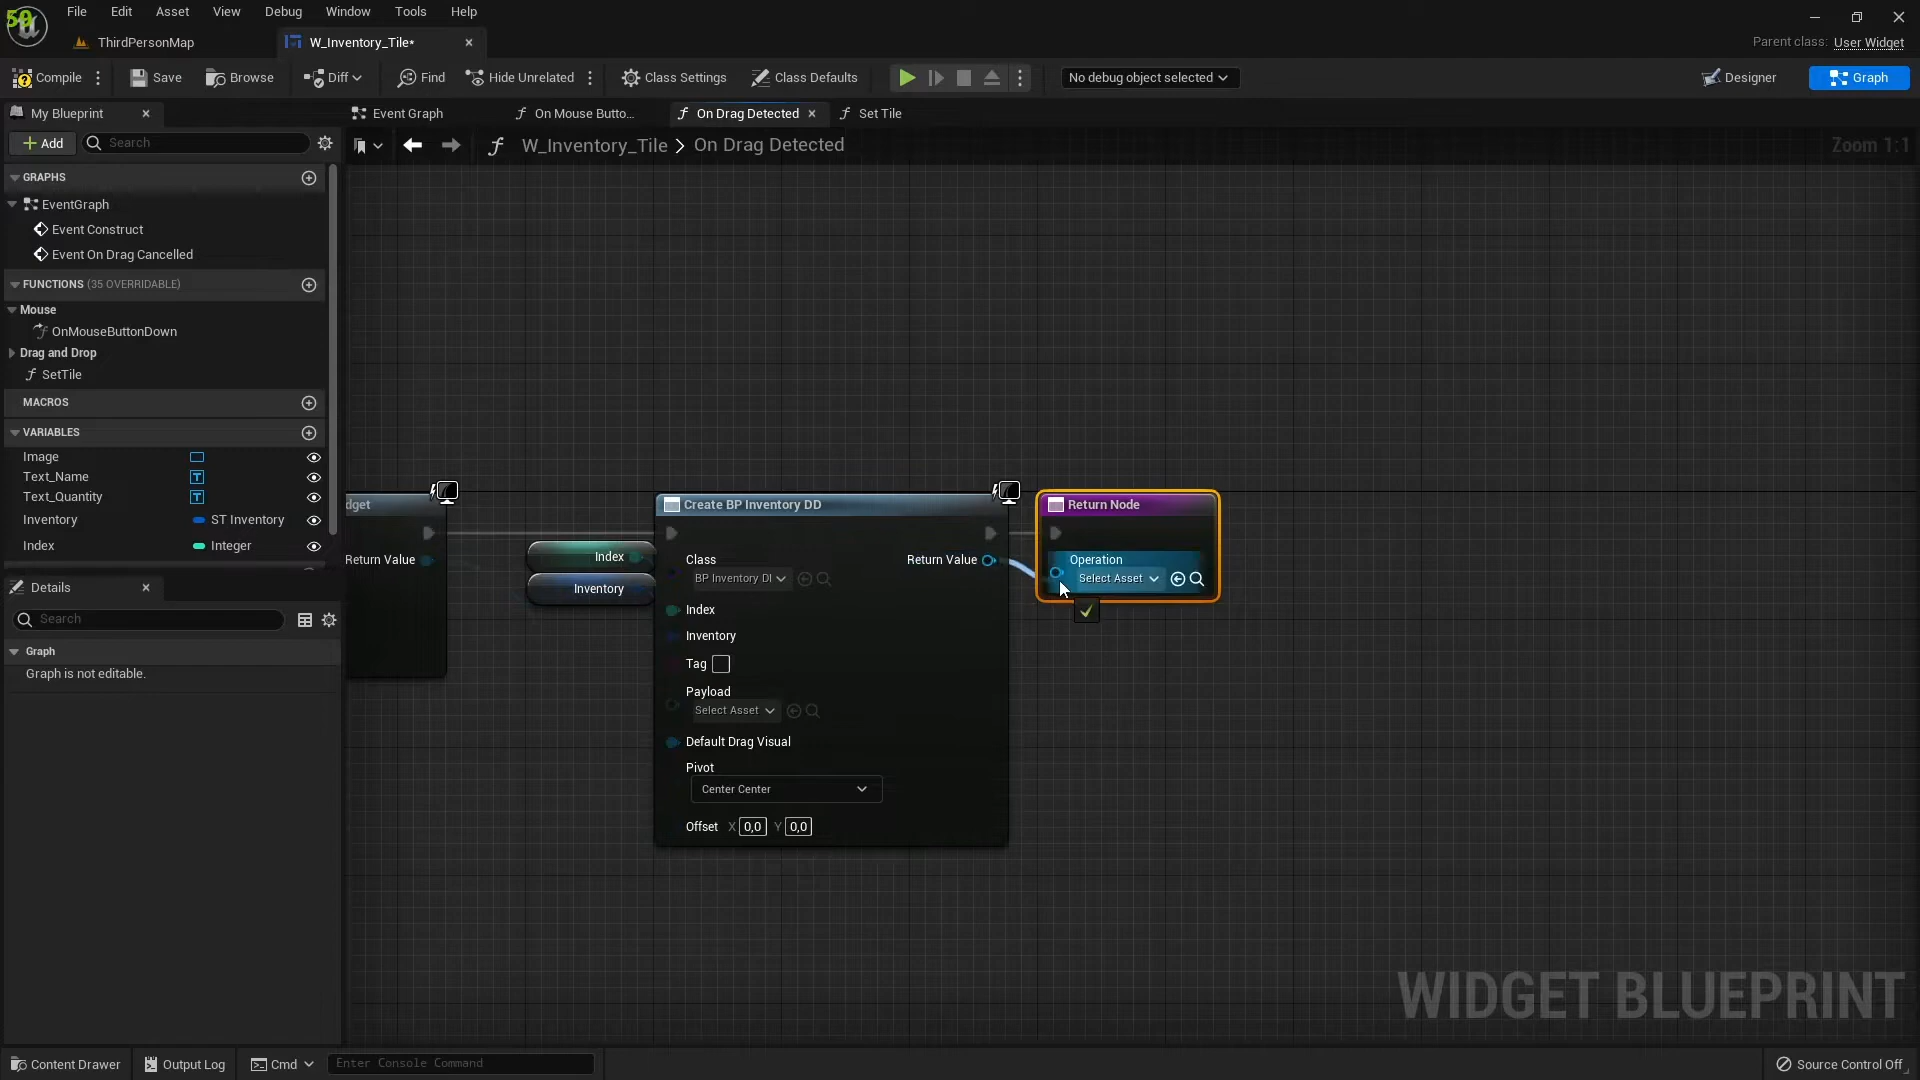 50
File Edit Asset View Debug Window Tools Help
ThirdPersonMap
W_Inventory_Tile*
Parent class: User Widget
Compile
Save
Browse
Diff
Find
Hide Unrelated
Class Settings
Class Defaults
No debug object selected
Designer
Graph
My Blueprint
Event Graph
On Mouse Butto...
On Drag Detected
Set Tile
Add
Search
W_Inventory_Tile > On Drag Detected
Zoom 1:1
GRAPHS
EventGraph
Event Construct
Event On Drag Cancelled
FUNCTIONS (35 OVERRIDABLE)
Mouse
OnMouseButtonDown
Drag and Drop
SetTile
MACROS
VARIABLES
Image
Text_Name
Text_Quantity
Inventory ST Inventory
Index Integer
Details
Search
Graph
Graph is not editable.
dget
Return Value
Index
Inventory
Create BP Inventory DD
Class
BP Inventory DI
Return Value
Index
Inventory
Tag
Payload
Select Asset
Default Drag Visual
Pivot
Center Center
Offset X 0,0 Y 0,0
Return Node
Operation
Select Asset
WIDGET BLUEPRINT
Content Drawer
Output Log
Cmd
Enter Console Command
Source Control Off